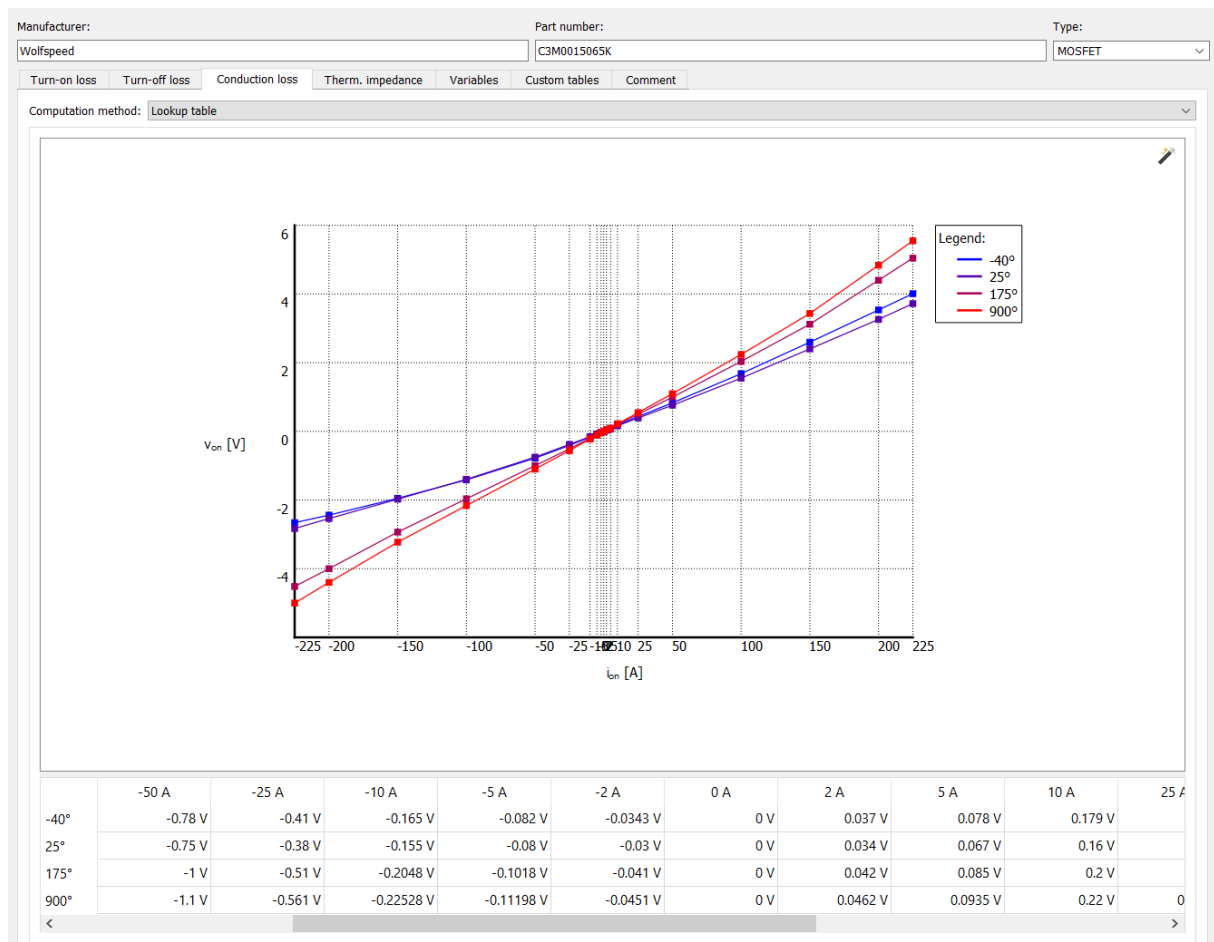 Manufacturer: Part number: Type:
Wolfspeed C3M0015065K MOSFET
Turn-on loss Turn-off loss Conduction loss Therm. impedance Variables Custom tables Comment
Computation method: Lookup table
Legend:
-40°
25°
175°
900°
6
4
2
0
-2
-4
von [V]
-225 -200 -150 -100 -50 -25 10 25 50 100 150 200 225
ion [A]
-50 A -25 A -10 A -5 A -2 A 0 A 2 A 5 A 10 A 25 A
-40° -0.78 V -0.41 V -0.165 V -0.082 V -0.0343 V 0 V 0.037 V 0.078 V 0.179 V
25° -0.75 V -0.38 V -0.155 V -0.08 V -0.03 V 0 V 0.034 V 0.067 V 0.16 V
175° -1 V -0.51 V -0.2048 V -0.1018 V -0.041 V 0 V 0.042 V 0.085 V 0.2 V
900° -1.1 V -0.561 V -0.22528 V -0.11198 V -0.0451 V 0 V 0.0462 V 0.0935 V 0.22 V 0